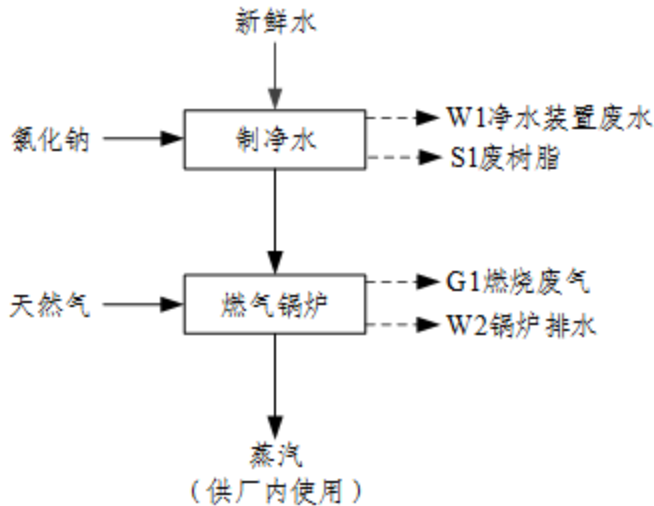 新鲜水
氯化钠
制净水
W1净水装置废水
S1废树脂
天然气
燃气锅炉
G1燃烧废气
W2锅炉排水
蒸汽
（供厂内使用）